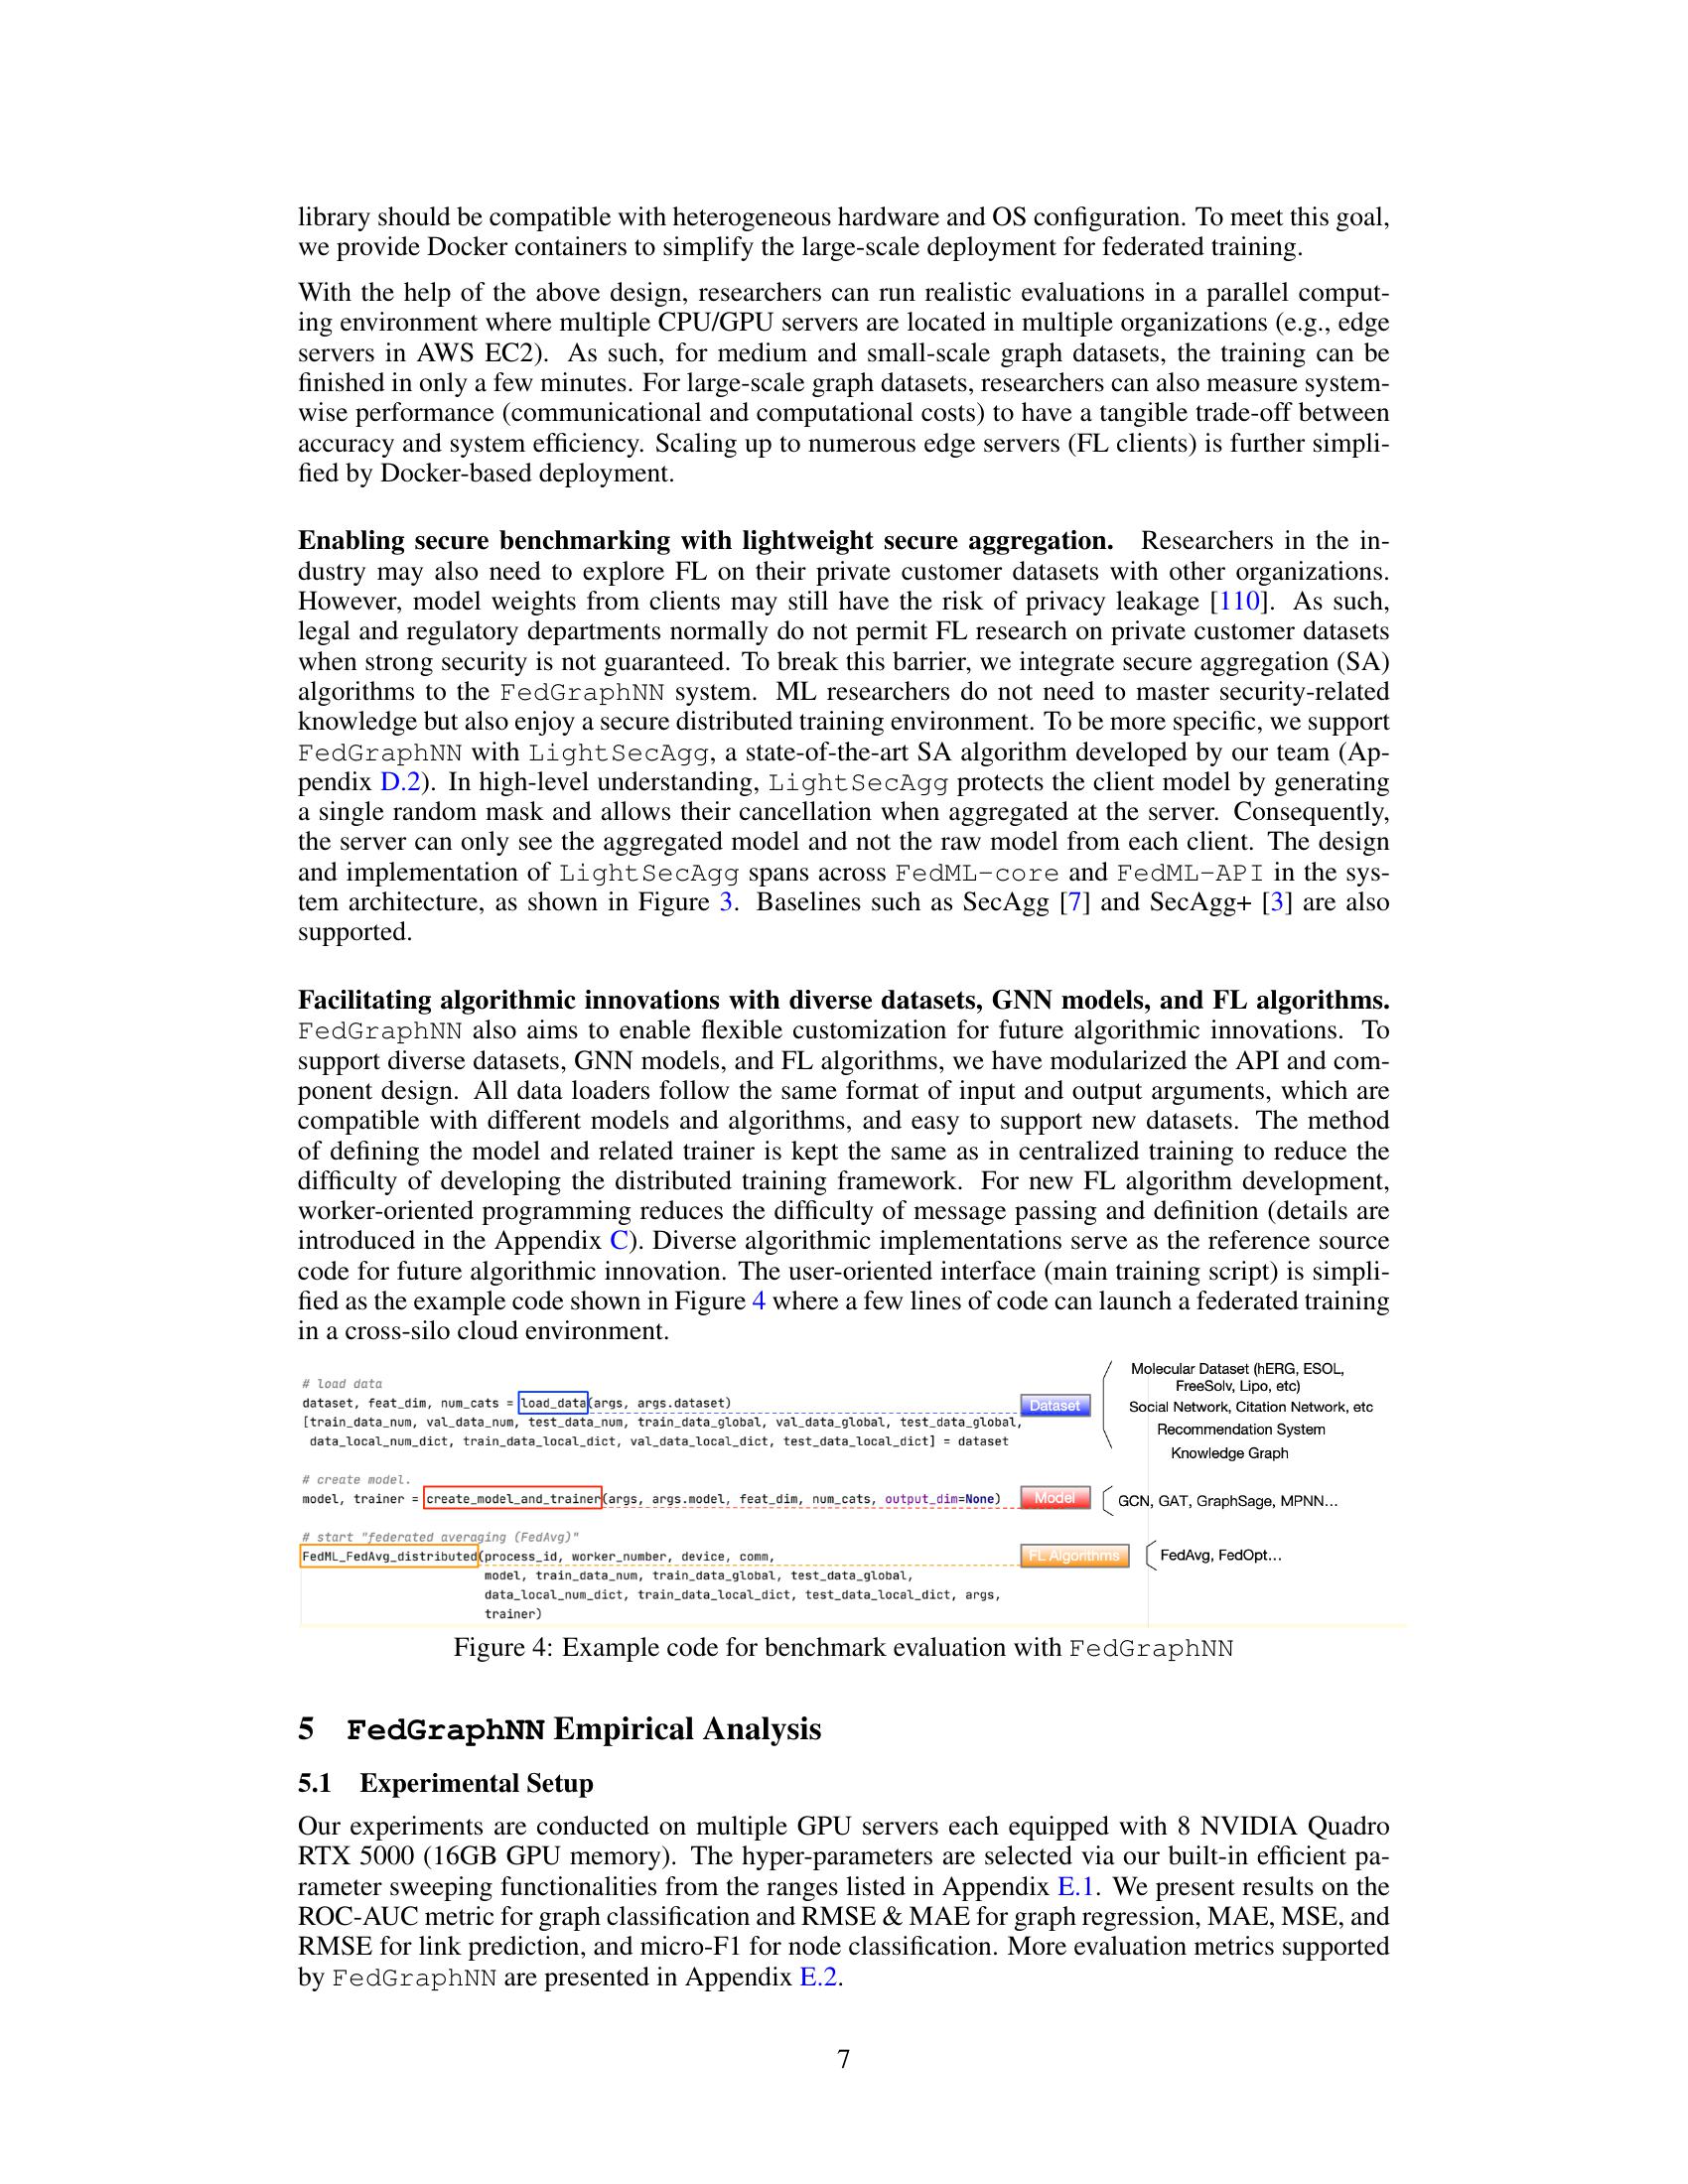 library should be compatible with heterogeneous hardware and OS configuration. To meet this goal,
we provide Docker containers to simplify the large-scale deployment for federated training.
With the help of the above design, researchers can run realistic evaluations in a parallel comput-
ing environment where multiple CPU/GPU servers are located in multiple organizations (e.g., edge
servers in AWS EC2). As such, for medium and small-scale graph datasets, the training can be
finished in only a few minutes. For large-scale graph datasets, researchers can also measure system-
wise performance (communicational and computational costs) to have a tangible trade-off between
accuracy and system efficiency. Scaling up to numerous edge servers (FL clients) is further simpli-
fied by Docker-based deployment.
Enabling secure benchmarking with lightweight secure aggregation. Researchers in the in-
dustry may also need to explore FL on their private customer datasets with other organizations.
However, model weights from clients may still have the risk of privacy leakage [110]. As such,
legal and regulatory departments normally do not permit FL research on private customer datasets
when strong security is not guaranteed. To break this barrier, we integrate secure aggregation (SA)
algorithms to the FedGraphNN system. ML researchers do not need to master security-related
knowledge but also enjoy a secure distributed training environment. To be more specific, we support
FedGraphNN with LightSecAgg, a state-of-the-art SA algorithm developed by our team (Ap-
pendix D.2). In high-level understanding, LightSecAgg protects the client model by generating
a single random mask and allows their cancellation when aggregated at the server. Consequently,
the server can only see the aggregated model and not the raw model from each client. The design
and implementation of LightSecAgg spans across FedML-core and FedML-API in the sys-
tem architecture, as shown in Figure 3. Baselines such as SecAgg [7] and SecAgg+ [3] are also
supported.
Facilitating algorithmic innovations with diverse datasets, GNN models, and FL algorithms.
FedGraphNN also aims to enable flexible customization for future algorithmic innovations. To
support diverse datasets, GNN models, and FL algorithms, we have modularized the API and com-
ponent design. All data loaders follow the same format of input and output arguments, which are
compatible with different models and algorithms, and easy to support new datasets. The method
of defining the model and related trainer is kept the same as in centralized training to reduce the
difficulty of developing the distributed training framework. For new FL algorithm development,
worker-oriented programming reduces the difficulty of message passing and definition (details are
introduced in the Appendix C). Diverse algorithmic implementations serve as the reference source
code for future algorithmic innovation. The user-oriented interface (main training script) is simpli-
fied as the example code shown in Figure 4 where a few lines of code can launch a federated training
in a cross-silo cloud environment.
# load data
dataset, feat_dim, num_cats = load_data(args, args.dataset)
[train_data_num, val_data_num, test_data_num, train_data_global, val_data_global, test_data_global,
data_local_num_dict, train_data_local_dict, val_data_local_dict, test_data_local_dict] = dataset
Dataset
Molecular Dataset (hERG, ESOL,
FreeSolv, Lipo, etc)
Social Network, Citation Network, etc
Recommendation System
Knowledge Graph
# create model.
model, trainer = create_model_and_trainer(args, args.model, feat_dim, num_cats, output_dim=None)
Model
GCN, GAT, GraphSage, MPNN...
# start "federated averaging (FedAvg)"
FedML_FedAvg_distributed(process_id, worker_number, device, comm,
model, train_data_num, train_data_global, test_data_global,
data_local_num_dict, train_data_local_dict, test_data_local_dict, args,
trainer)
FL Algorithms
FedAvg, FedOpt...
Figure 4: Example code for benchmark evaluation with FedGraphNN
5 FedGraphNN Empirical Analysis
5.1 Experimental Setup
Our experiments are conducted on multiple GPU servers each equipped with 8 NVIDIA Quadro
RTX 5000 (16GB GPU memory). The hyper-parameters are selected via our built-in efficient pa-
rameter sweeping functionalities from the ranges listed in Appendix E.1. We present results on the
ROC-AUC metric for graph classification and RMSE & MAE for graph regression, MAE, MSE, and
RMSE for link prediction, and micro-F1 for node classification. More evaluation metrics supported
by FedGraphNN are presented in Appendix E.2.
7